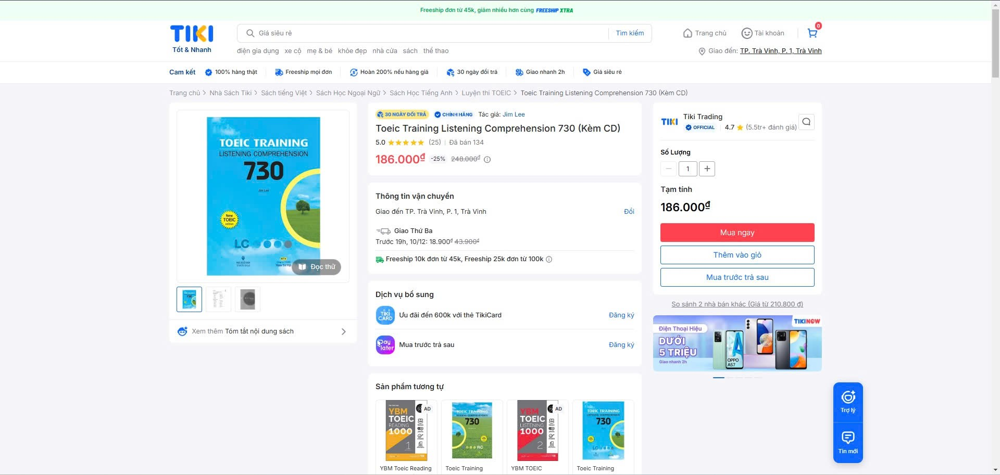 Freeship đơn từ 45k, giảm nhiều hơn cùng FREESHIP XTRA
TIKI
Tốt & Nhanh
Giá siêu rẻ
Tìm kiếm
Trang chủ
Tài khoản
0
điện gia dụng xe cộ mẹ & bé khỏe đẹp nhà cửa sách thể thao
Giao đến: TP. Trà Vinh, P. 1, Trà Vinh
Cam kết
100% hàng thật
Freeship mọi đơn
Hoàn 200% nếu hàng giả
30 ngày đổi trả
Giao nhanh 2h
Giá siêu rẻ
Trang chủ > Nhà Sách Tiki > Sách tiếng Việt > Sách Học Ngoại Ngữ > Sách Học Tiếng Anh > Luyện thi TOEIC > Toeic Training Listening Comprehension 730 (Kèm CD)
TOEIC TRAINING
LISTENING COMPREHENSION
730
Jim Lee
New
TOEIC
edition
LC
Đọc thử
Xem thêm Tóm tắt nội dung sách
30 NGÀY ĐỔI TRẢ
CHÍNH HÃNG
Tác giả: Jim Lee
Toeic Training Listening Comprehension 730 (Kèm CD)
5.0 (25) | Đã bán 134
186.000₫ -25% 248.000₫
Thông tin vận chuyển
Giao đến TP. Trà Vinh, P. 1, Trà Vinh
Đổi
Giao Thứ Ba
Trước 19h, 10/12: 18.900₫ 43.900₫
Freeship 10k đơn từ 45k, Freeship 25k đơn từ 100k
Dịch vụ bổ sung
TIKI
CARD
Ưu đãi đến 600k với thẻ TikiCard
Đăng ký
Pay
later
Mua trước trả sau
Đăng ký
Sản phẩm tương tự
YBM
TOEIC
READING
1000
1
AD
YBM Toeic Reading
TOEIC TRAINING
READING COMPREHENSION
730
RC
Toeic Training
YBM
TOEIC
LISTENING
1000
2
AD
YBM TOEIC
TOEIC TRAINING
LISTENING COMPREHENSION
730
LC
Toeic Training
TIKI
Tiki Trading
OFFICIAL
4.7 (5.5tr+ đánh giá)
Số Lượng
1
Tạm tính
186.000₫
Mua ngay
Thêm vào giỏ
Mua trước trả sau
So sánh 2 nhà bán khác (Giá từ 210.800 ₫)
TIKINOW
Điện Thoại Hiệu
DƯỚI
5 TRIỆU
Giao nhanh 2h
OPPO
A57
Trợ lý
Tin mới